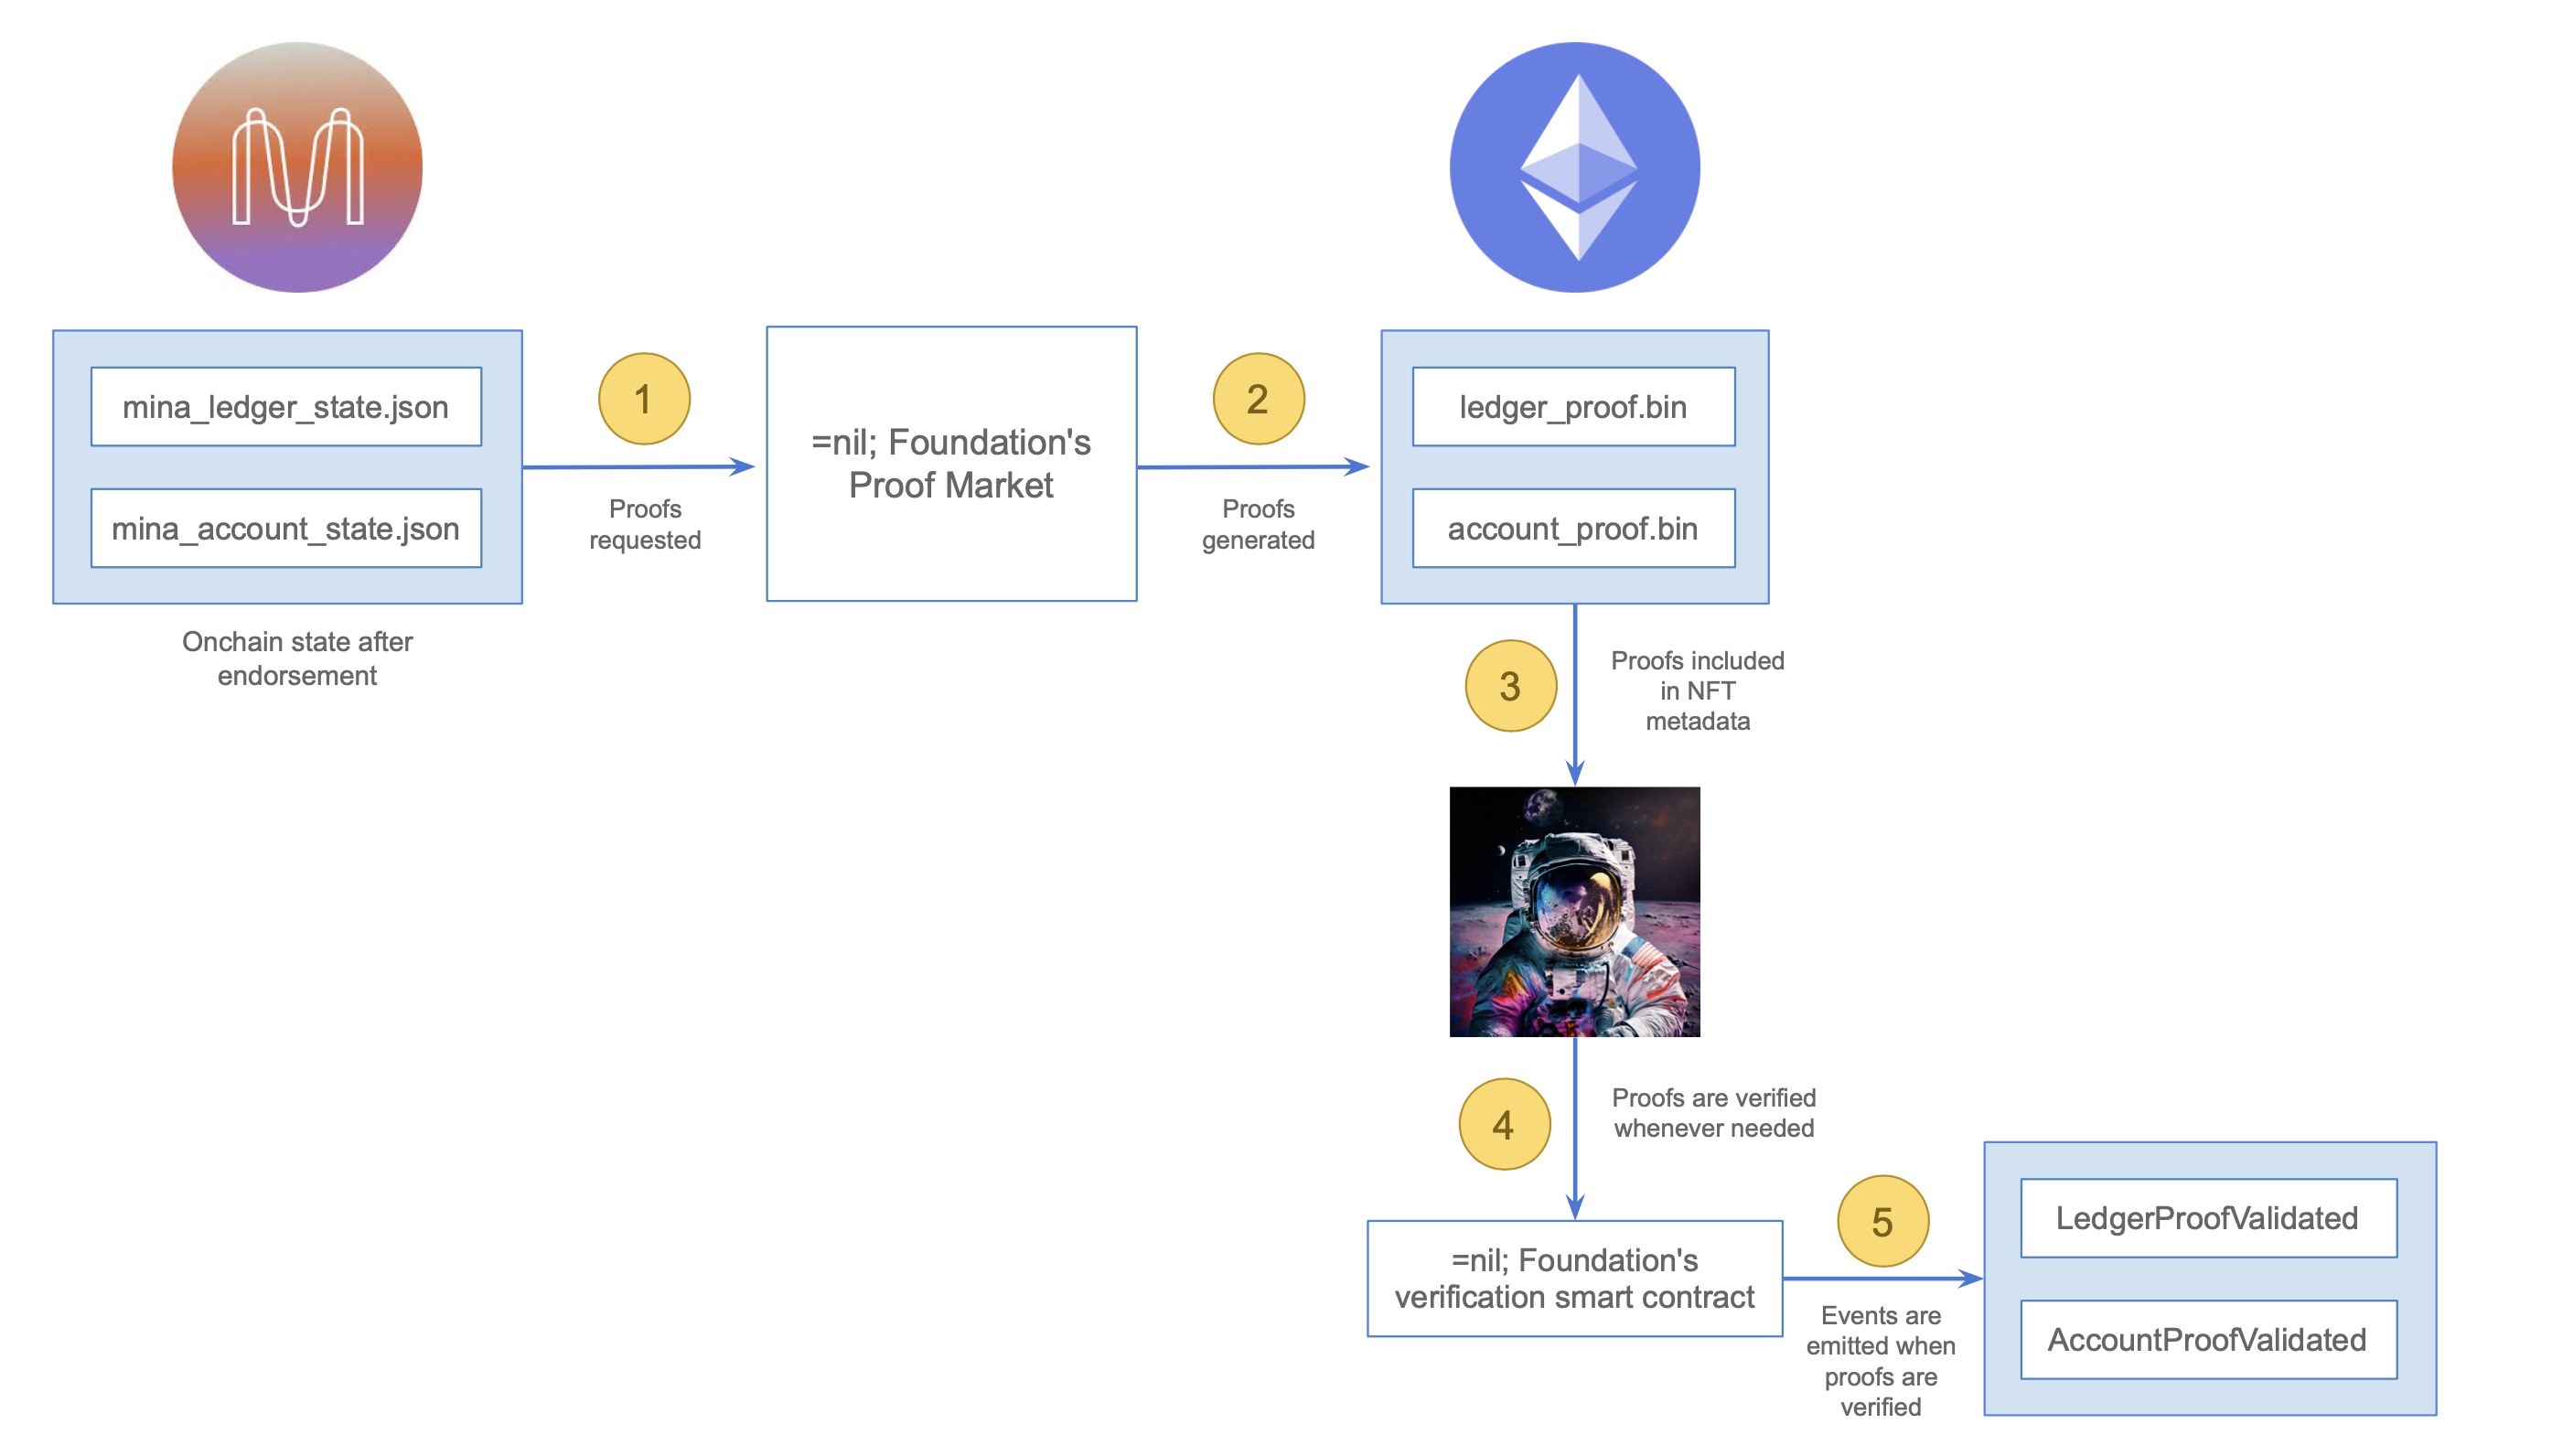 mina_ledger_state.json
mina_account_state.json
Onchain state after
endorsement
1
Proofs
requested
=nil; Foundation's
Proof Market
2
Proofs
generated
ledger_proof.bin
account_proof.bin
3
Proofs included
in NFT
metadata
4
Proofs are verified
whenever needed
=nil; Foundation's
verification smart contract
5
Events are
emitted when
proofs are
verified
LedgerProofValidated
AccountProofValidated